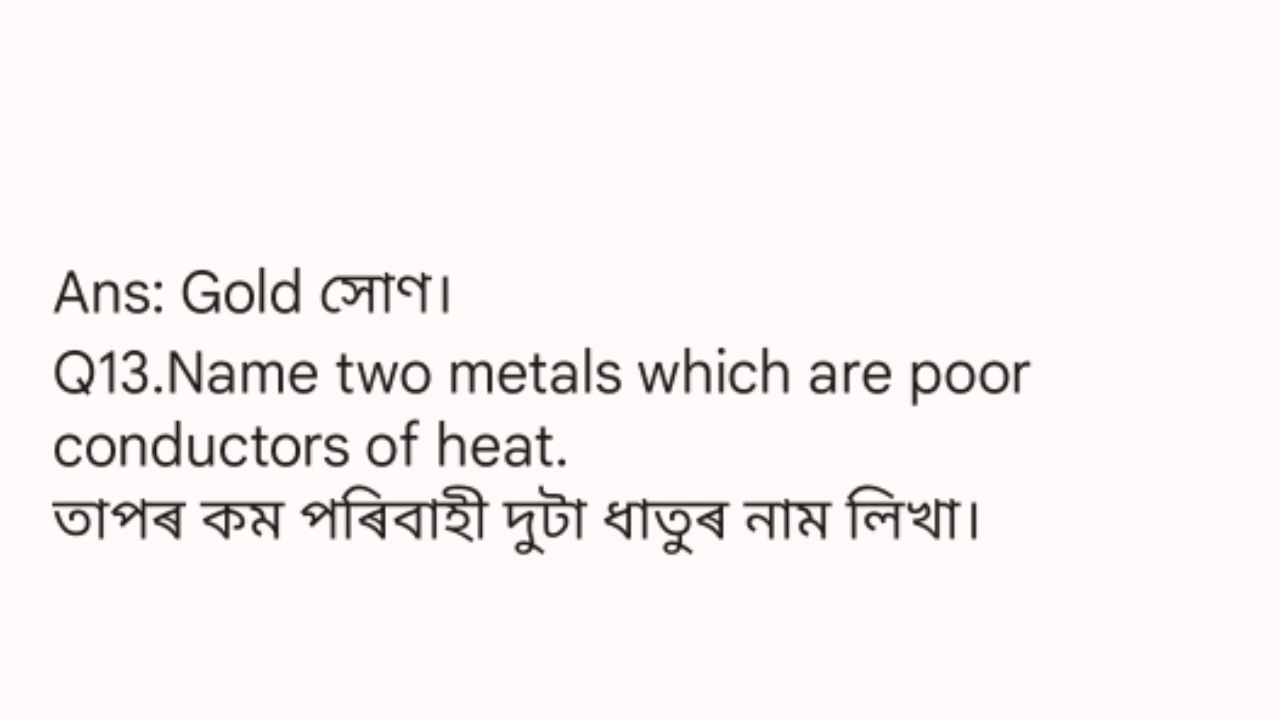 Ans: Gold সোণ।
Q13.Name two metals which are poor
conductors of heat.
তাপৰ কম পৰিবাহী দুটা ধাতুৰ নাম লিখা।